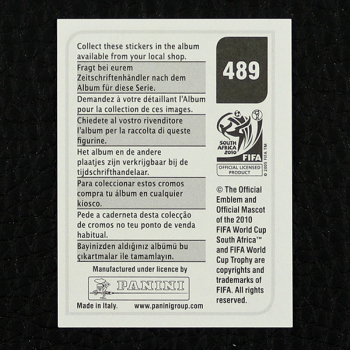 Collect these stickers in the album
available from your local shop.
Fragt bei eurem
Zeitschriftenhändler nach dem
Album für diese Serie.
Demandez à votre détaillant l'Album
pour la collection de ces images.
Chiedete al vostro rivenditore
l'album per la raccolta di queste
figurine.
Het album en de andere
plaatjes zijn verkrijgbaar bij de
tijdschrifthandelaar.
Para coleccionar estos cromos
compra tu álbum en cualquier
kiosco.
Pede a caderneta desta colecção
de cromos no teu ponto de venda
habitual.
Bayinizden aldığınız albümü bu
çıkartmalar ile tamamlayın.
Manufactured under licence by
PANINI
Made in Italy. www.paninigroup.com
489
SOUTH AFRICA
2010
FIFA
OFFICIAL LICENSED
PRODUCT
© The Official
Emblem and
Official Mascot
of the 2010
FIFA World Cup
South Africa™ and
FIFA World
Cup Trophy are
copyrights and
trademarks of
FIFA. All rights
reserved.